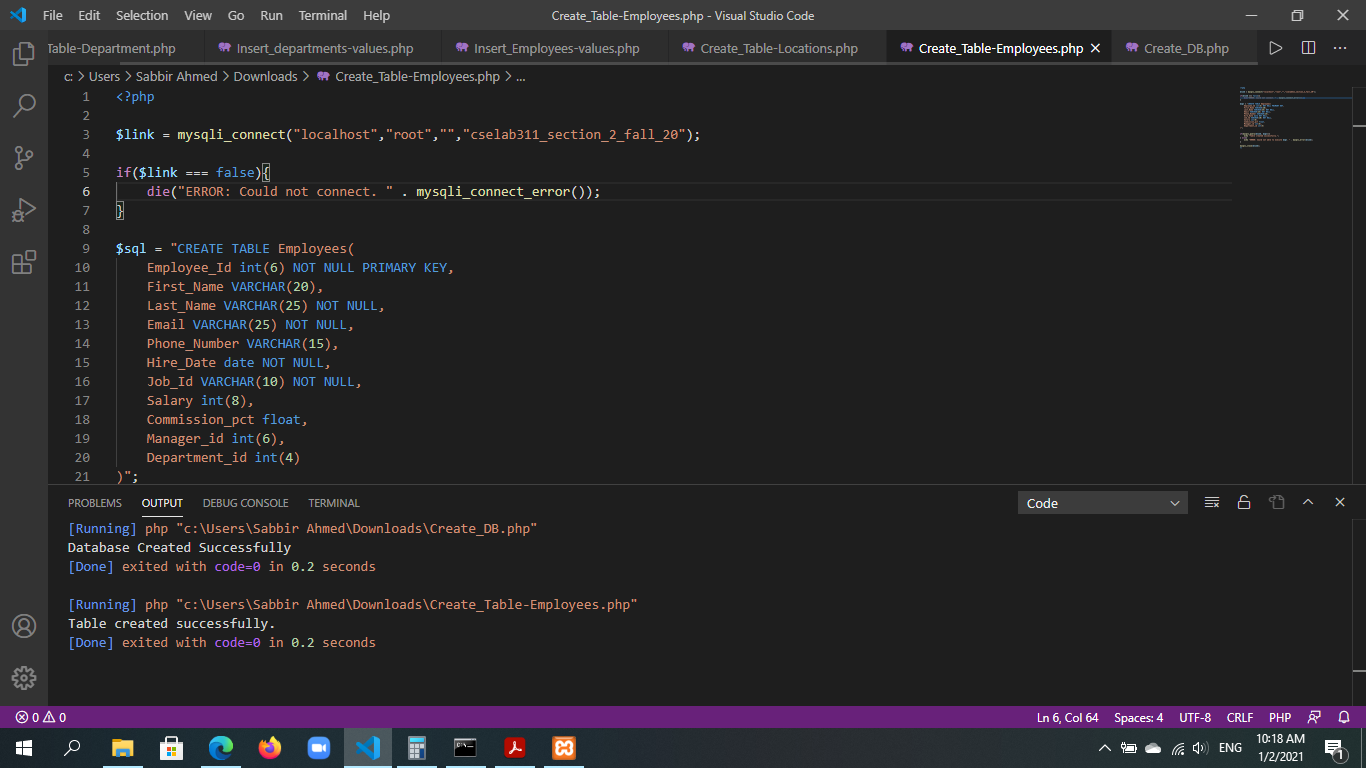 File Edit Selection View Go Run Terminal Help Create_Table-Employees.php - Visual Studio Code
Table-Department.php Insert_departments-values.php Insert_Employees-values.php Create_Table-Locations.php Create_Table-Employees.php Create_DB.php
c: > Users > Sabbir Ahmed > Downloads > Create_Table-Employees.php > ...
1 <?php
2
3 $link = mysqli_connect("localhost","root","","cselab311_section_2_fall_20");
4
5 if($link === false){
6 die("ERROR: Could not connect. " . mysqli_connect_error());
7 }
8
9 $sql = "CREATE TABLE Employees(
10 Employee_Id int(6) NOT NULL PRIMARY KEY,
11 First_Name VARCHAR(20),
12 Last_Name VARCHAR(25) NOT NULL,
13 Email VARCHAR(25) NOT NULL,
14 Phone_Number VARCHAR(15),
15 Hire_Date date NOT NULL,
16 Job_Id VARCHAR(10) NOT NULL,
17 Salary int(8),
18 Commission_pct float,
19 Manager_id int(6),
20 Department_id int(4)
21 )";
PROBLEMS OUTPUT DEBUG CONSOLE TERMINAL Code
[Running] php "c:\Users\Sabbir Ahmed\Downloads\Create_DB.php"
Database Created Successfully
[Done] exited with code=0 in 0.2 seconds
[Running] php "c:\Users\Sabbir Ahmed\Downloads\Create_Table-Employees.php"
Table created successfully.
[Done] exited with code=0 in 0.2 seconds
0 0 Ln 6, Col 64 Spaces: 4 UTF-8 CRLF PHP
ENG 10:18 AM 1
1/2/2021